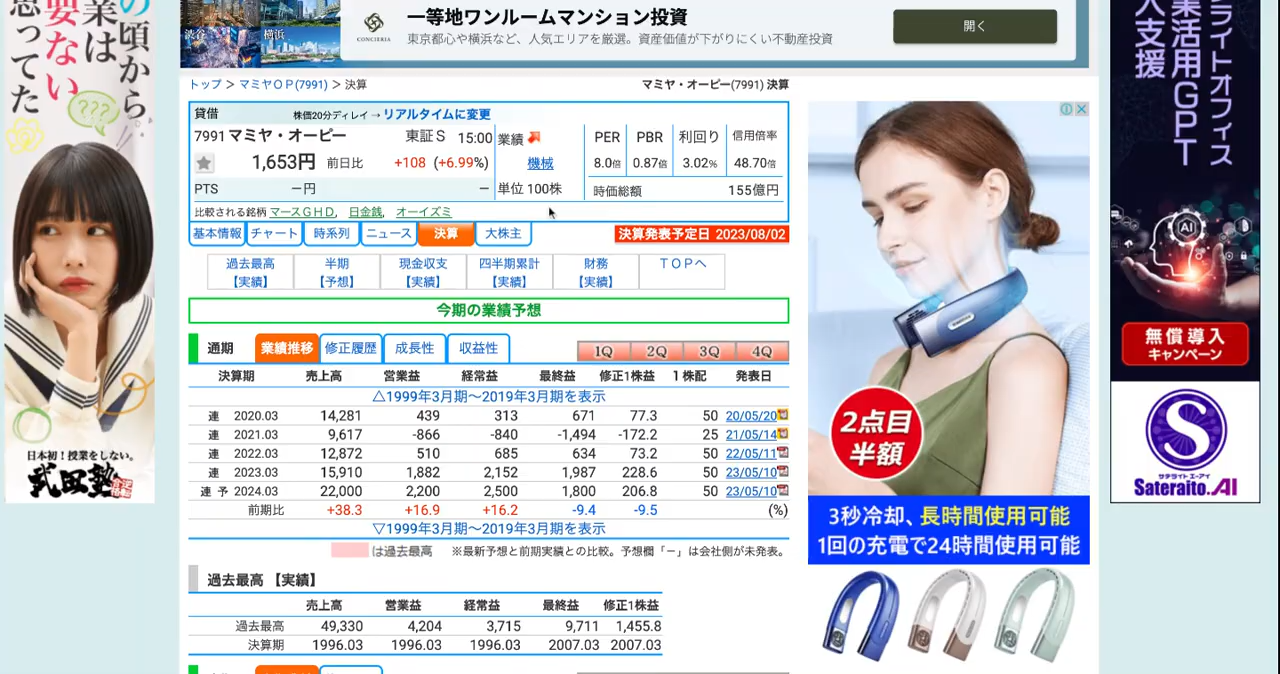 の頃から
業は
要ない
思ってた
???
日本初！授業をしない。
武田塾
渋谷
横浜
CONCIERIA
一等地ワンルームマンション投資
東京都心や横浜など、人気エリアを厳選。資産価値が下がりにくい不動産投資
開く
トップ > マミヤＯＰ(7991) > 決算
マミヤ・オーピー(7991) 決算
貸借
株価20分ディレイ → リアルタイムに変更
7991 マミヤ・オーピー 東証Ｓ 15:00 業績
1,653円 前日比 +108 (+6.99%) 機械
PTS －円 － 単位 100株
PER PBR 利回り 信用倍率
8.0倍 0.87倍 3.02% 48.70倍
時価総額 155億円
比較される銘柄 マースＧＨＤ, 日金銭, オーイズミ
基本情報 チャート 時系列 ニュース 決算 大株主
決算発表予定日 2023/08/02
過去最高 半期 現金収支 四半期累計 財務 ＴＯＰへ
【実績】 【予想】 【実績】 【実績】 【実績】
今期の業績予想
通期 業績推移 修正履歴 成長性 収益性 1Q 2Q 3Q 4Q
決算期 売上高 営業益 経常益 最終益 修正1株益 １株配 発表日
△1999年3月期～2019年3月期を表示
連 2020.03 14,281 439 313 671 77.3 50 20/05/20
連 2021.03 9,617 -866 -840 -1,494 -172.2 25 21/05/14
連 2022.03 12,872 510 685 634 73.2 50 22/05/11
連 2023.03 15,910 1,882 2,152 1,987 228.6 50 23/05/10
連 予 2024.03 22,000 2,200 2,500 1,800 206.8 50 23/05/10
前期比 +38.3 +16.9 +16.2 -9.4 -9.5 (%)
▽1999年3月期～2019年3月期を表示
は過去最高 ※最新予想と前期実績との比較。予想欄「－」は会社側が未発表。
過去最高 【実績】
売上高 営業益 経常益 最終益 修正1株益
過去最高 49,330 4,204 3,715 9,711 1,455.8
決算期 1996.03 1996.03 1996.03 2007.03 2007.03
2点目
半額
3秒冷却、長時間使用可能
1回の充電で24時間使用可能
ライトオフィス
業活用GPT
入支援
AI
無償導入
キャンペーン
S
サテライトエーアイ
Sateraito.AI